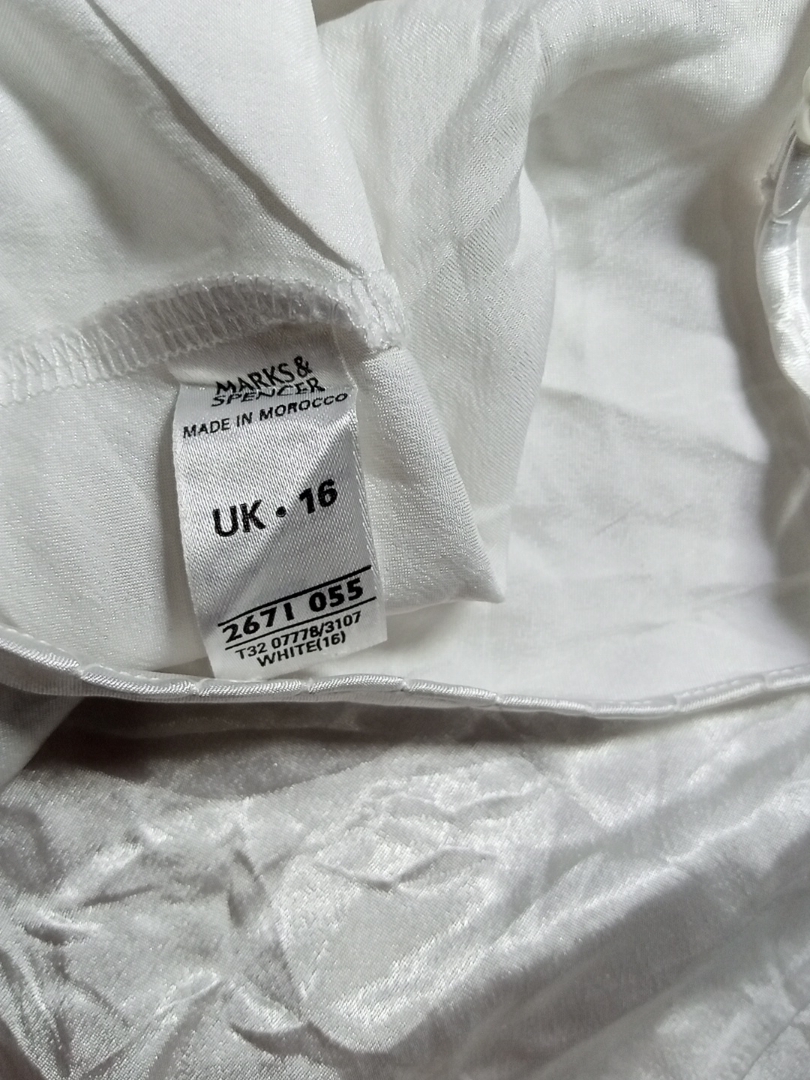 MARKS &
SPENCER
MADE IN MOROCCO
UK • 16
2671 055
T32 07778/3107
WHITE(16)